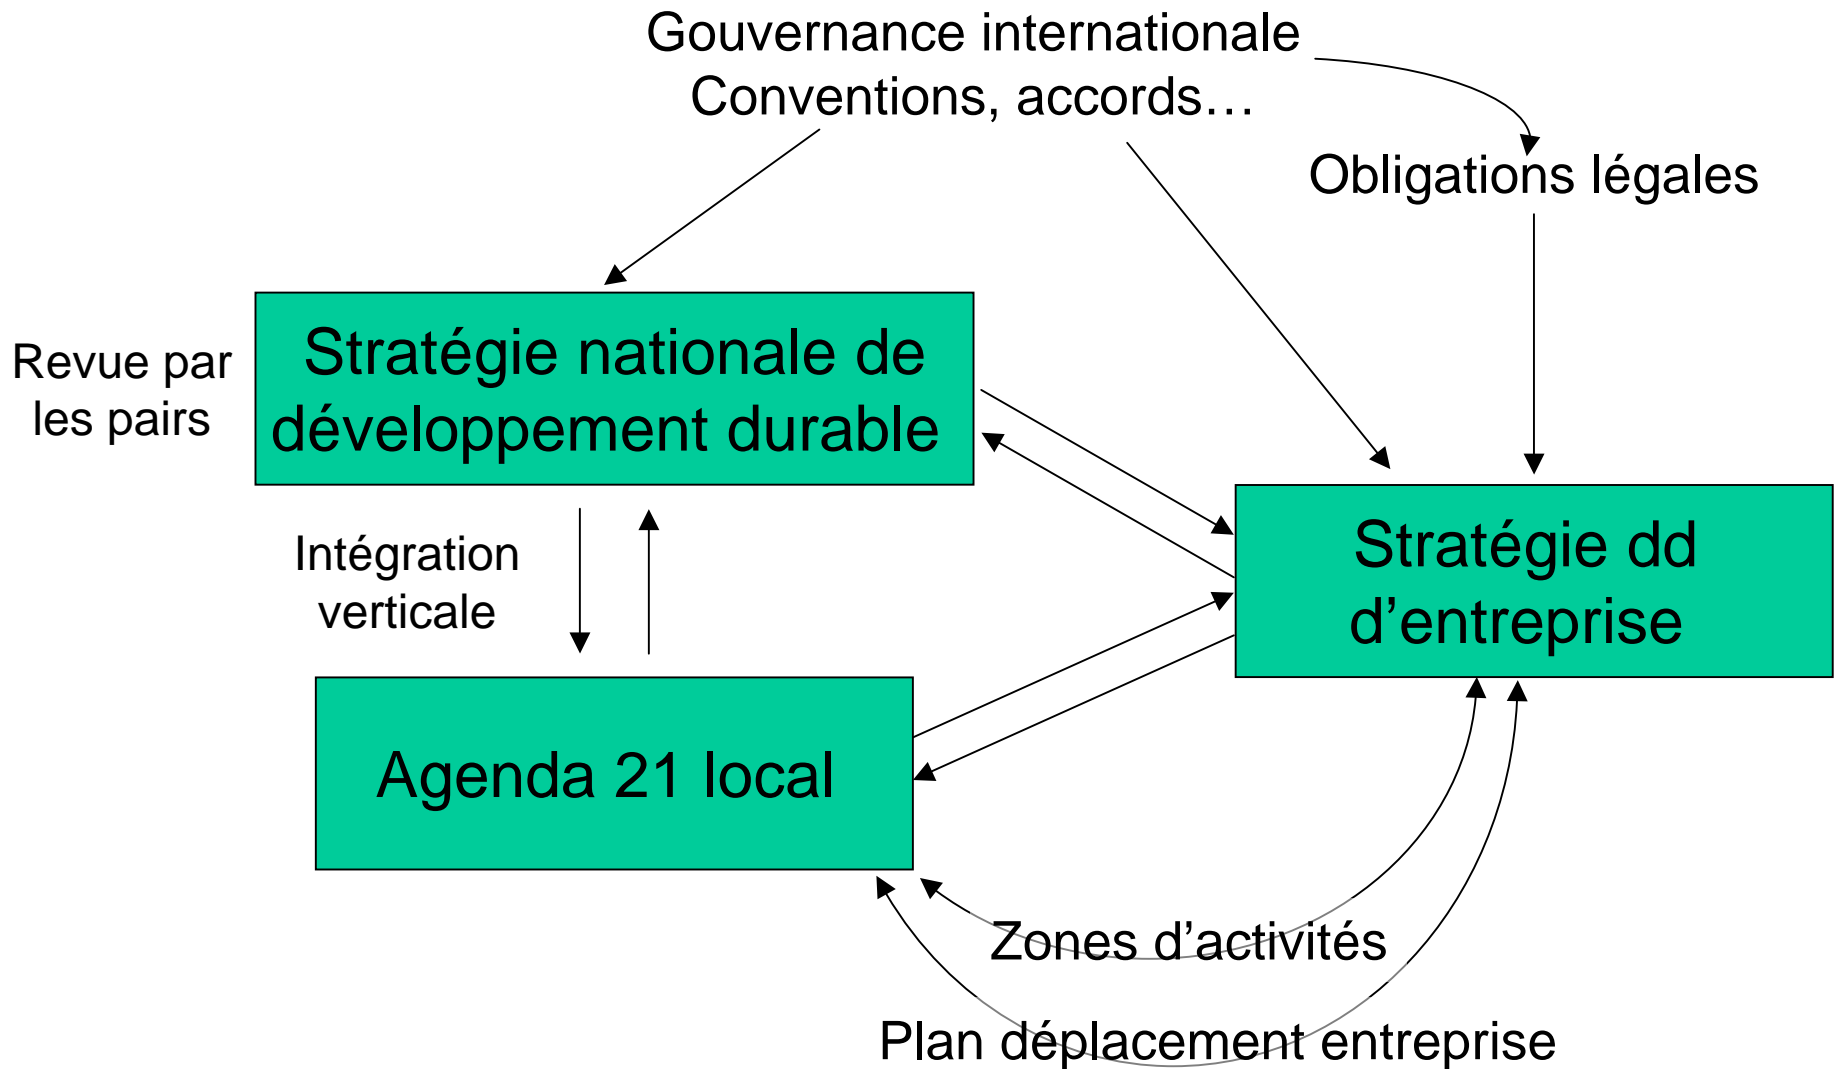 Gouvernance internationale
Conventions, accords…
Obligations légales
Revue par
les pairs
Stratégie nationale de
développement durable
Intégration
verticale
Stratégie dd
d’entreprise
Agenda 21 local
Zones d’activités
Plan déplacement entreprise